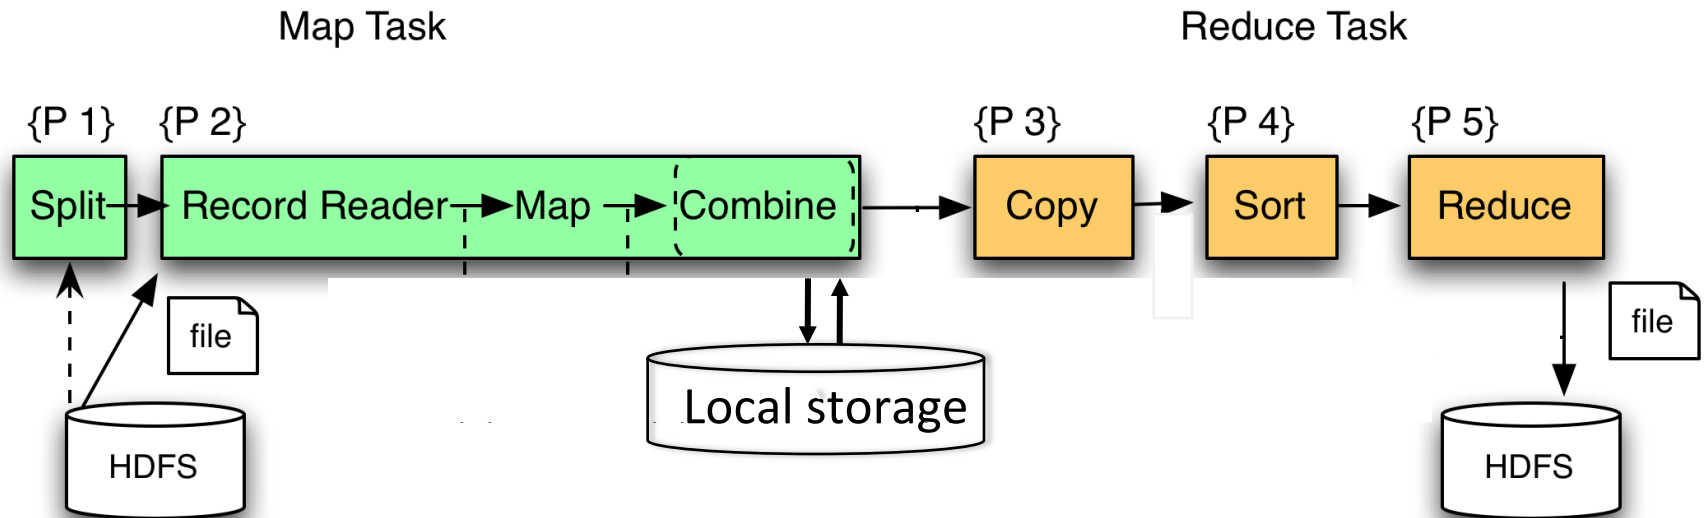 Map Task
Reduce Task
{P 1}
{P 2}
{P 3}
{P 4}
{P 5}
Split
Record Reader
Map
Combine
Copy
Sort
Reduce
file
file
Local storage
HDFS
HDFS